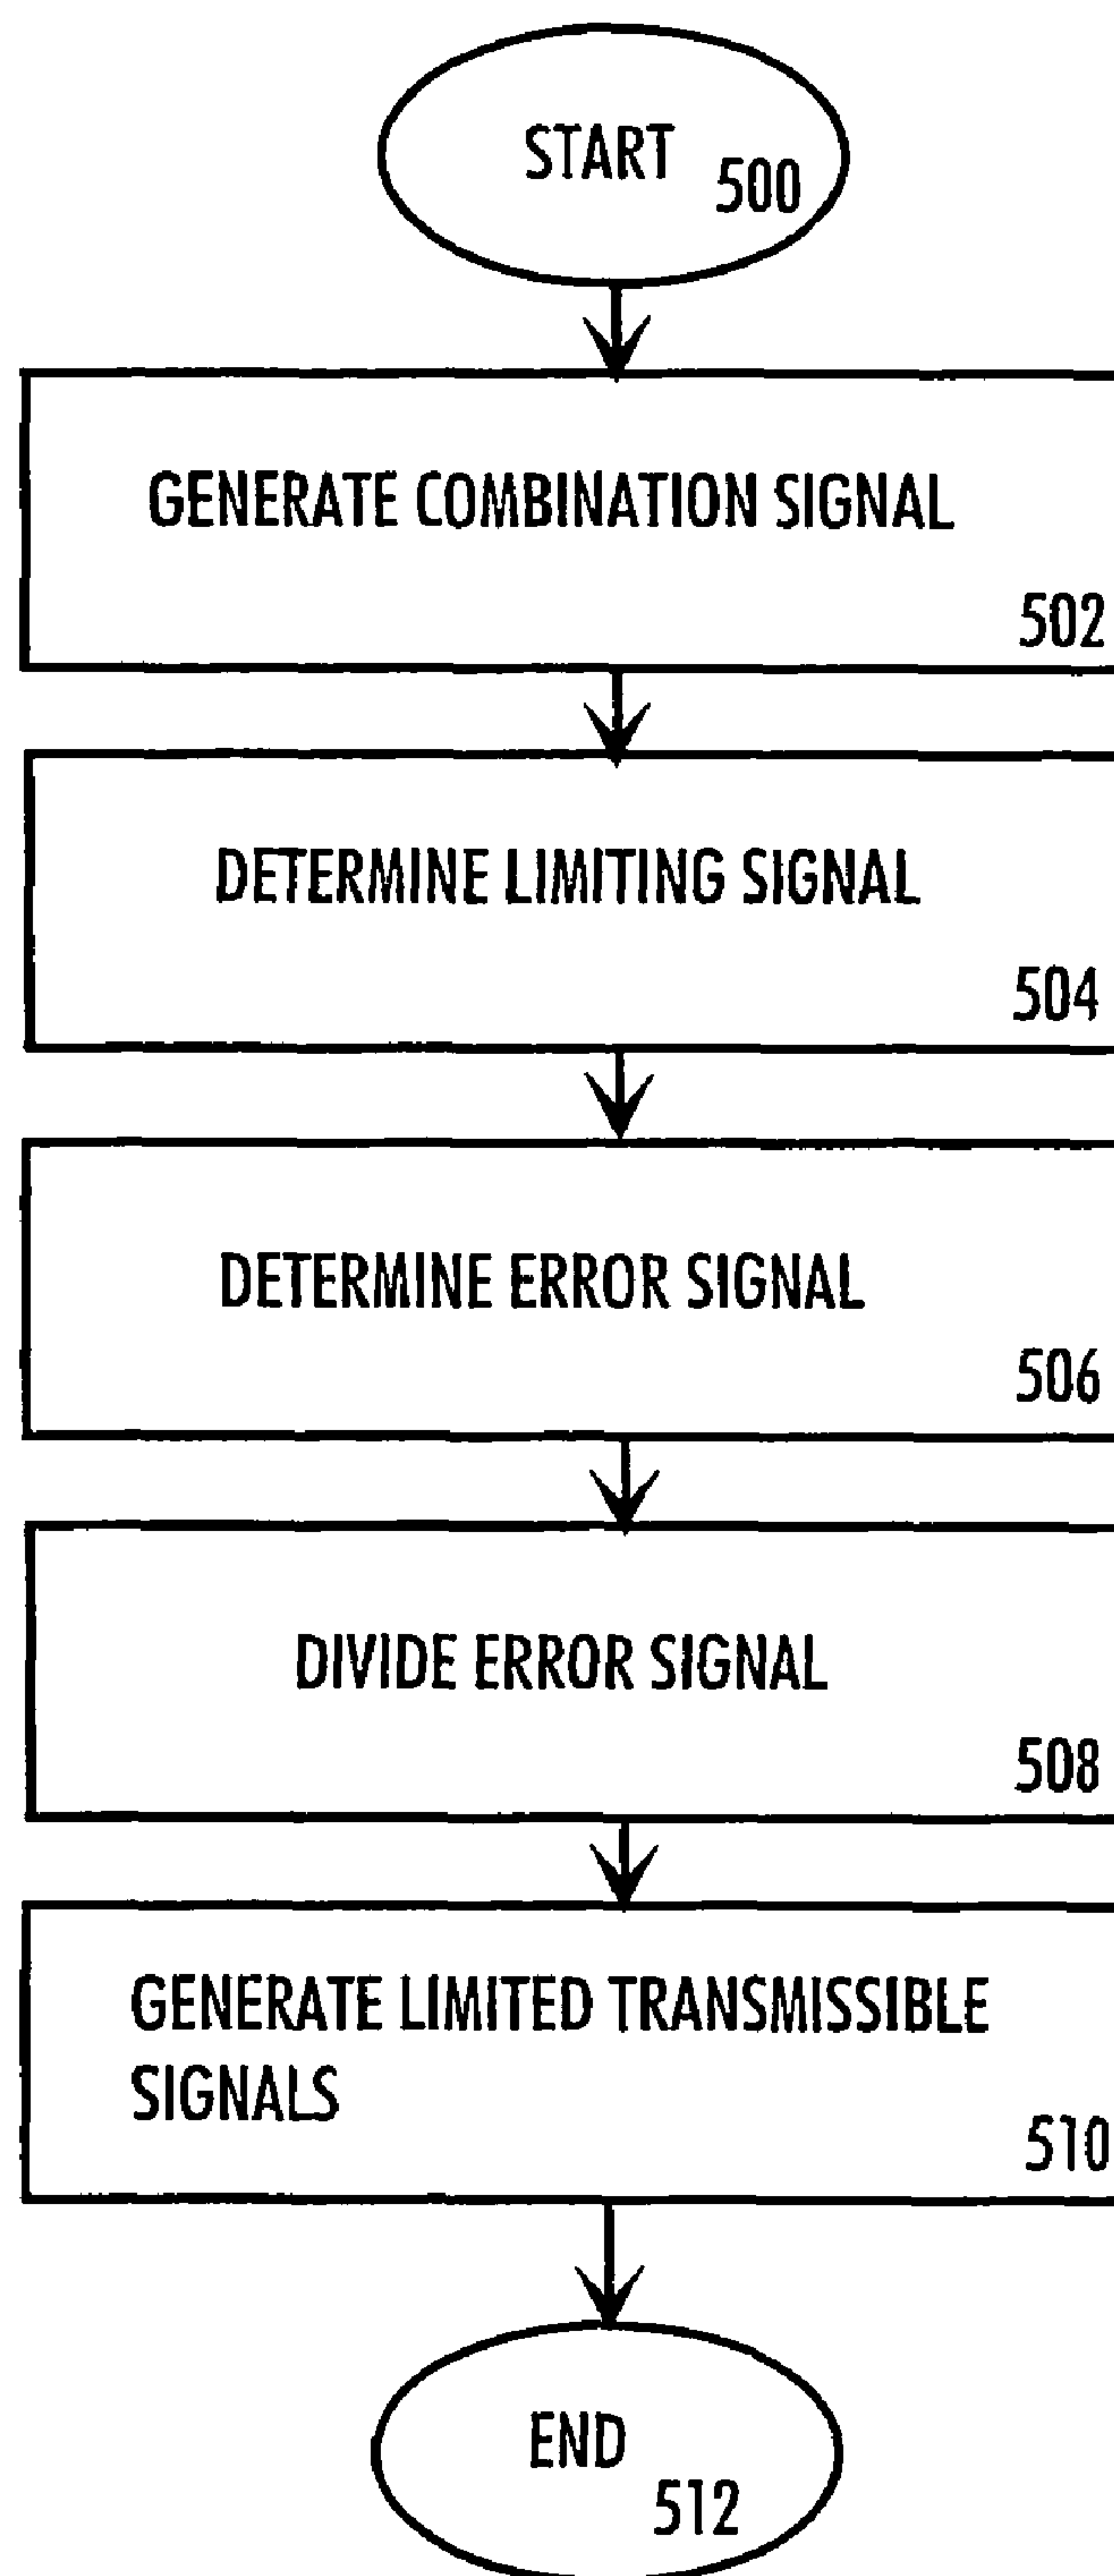 START 500
GENERATE COMBINATION SIGNAL
502
DETERMINE LIMITING SIGNAL
504
DETERMINE ERROR SIGNAL
506
DIVIDE ERROR SIGNAL
508
GENERATE LIMITED TRANSMISSIBLE
SIGNALS
510
END
512